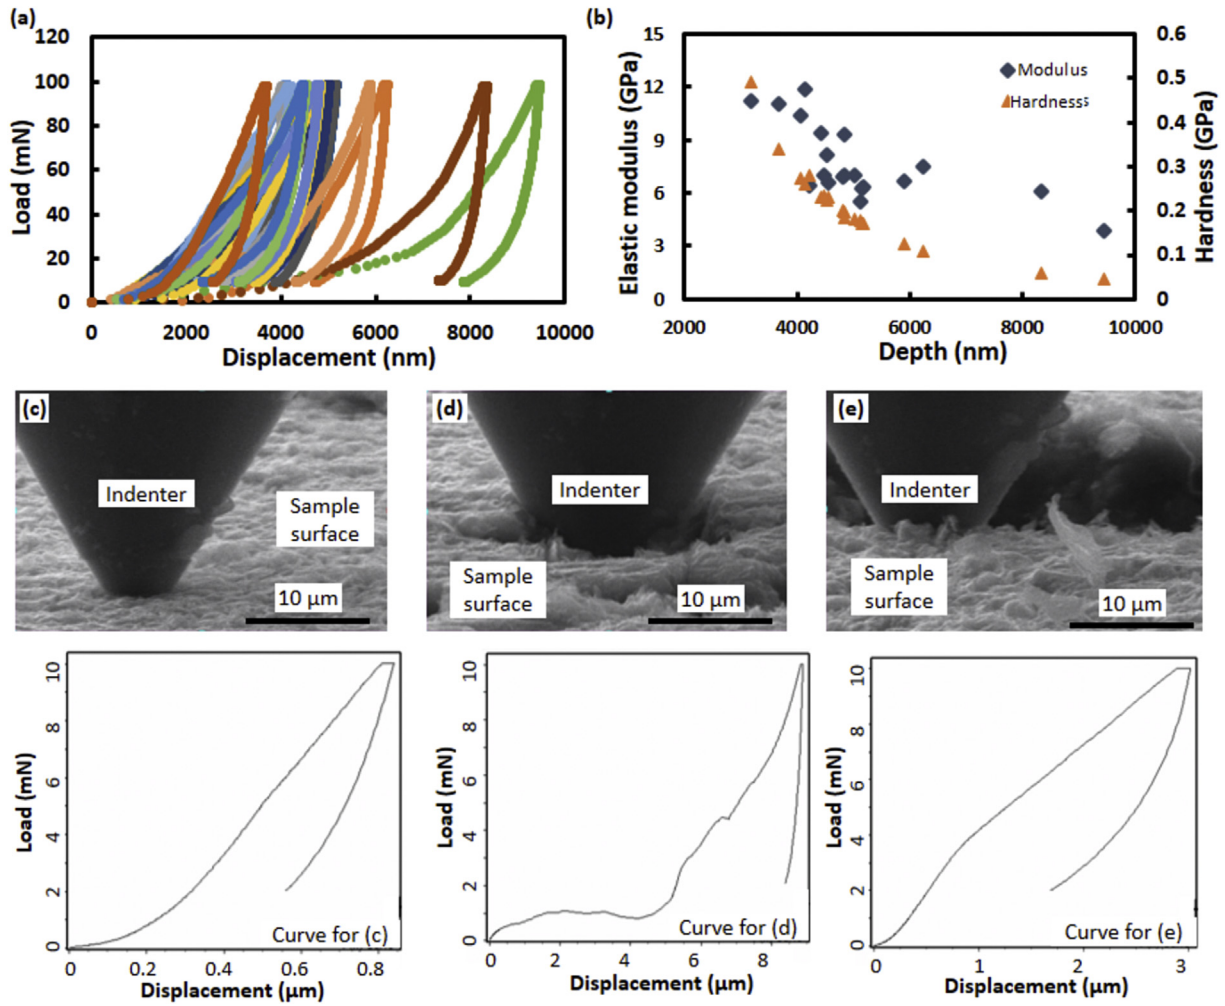 (a)
120
100
80
60
40
20
0
Load (mN)
0 2000 4000 6000 8000 10000
Displacement (nm)
(b)
15
12
9
6
3
0
Elastic modulus (GPa)
Modulus
Hardness
0.6
0.5
0.4
0.3
0.2
0.1
0
Hardness (GPa)
2000 4000 6000 8000 10000
Depth (nm)
(c)
Indenter
Sample
surface
10 µm
(d)
Indenter
Sample
surface
10 µm
(e)
Indenter
Sample
surface
10 µm
10
8
6
4
2
0
Load (mN)
Curve for (c)
0 0.2 0.4 0.6 0.8
Displacement (µm)
10
8
6
4
2
0
Load (mN)
Curve for (d)
0 2 4 6 8
Displacement (µm)
10
8
6
4
2
0
Load (mN)
Curve for (e)
0 1 2 3
Displacement (µm)